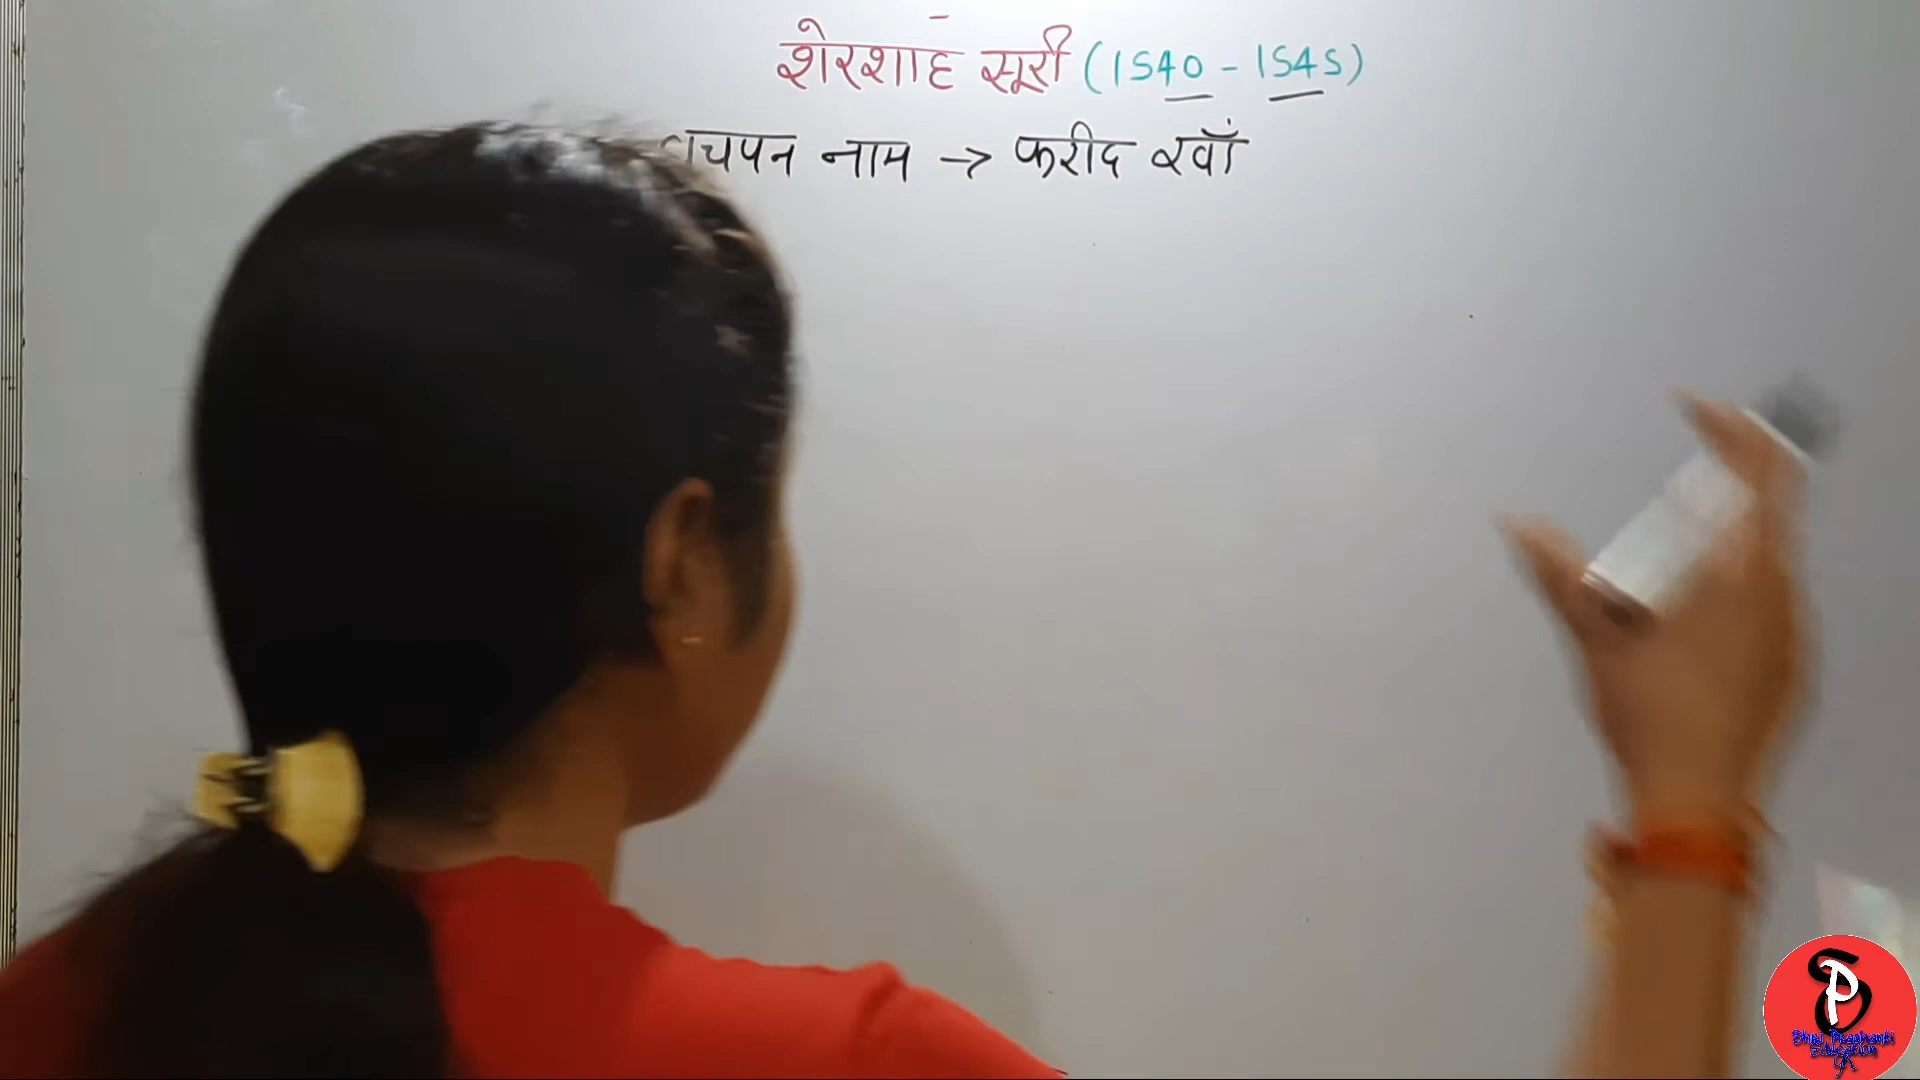 शेरशाह सूरी (1540 - 1545)
बचपन नाम → फरीद खाँ